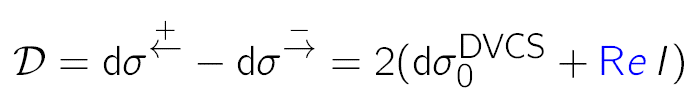 𝒟 = dσ^{+←} − dσ^{−→} = 2(dσ₀^{DVCS} + Re I)